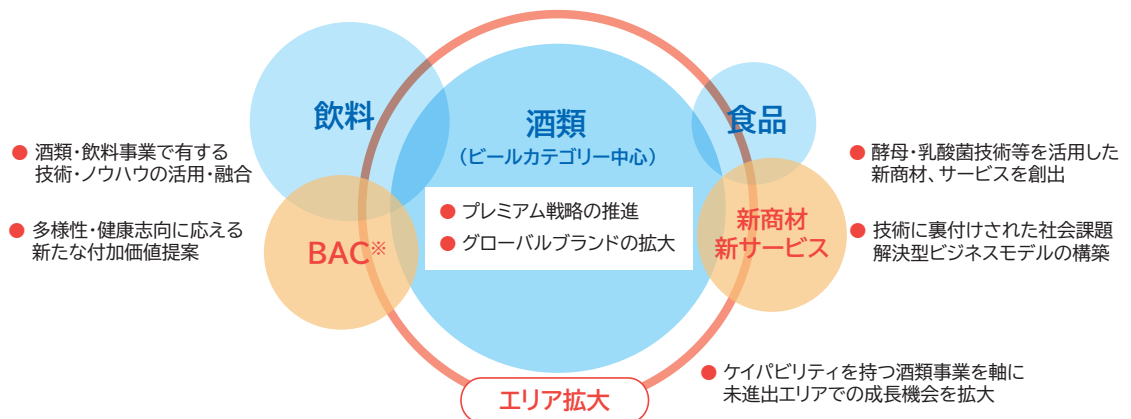 飲料
酒類
（ビールカテゴリー中心）
食品
● 酒類・飲料事業で有する
技術・ノウハウの活用・融合
● 多様性・健康志向に応える
新たな付加価値提案
BAC※
● プレミアム戦略の推進
● グローバルブランドの拡大
新商材
新サービス
● 酵母・乳酸菌技術等を活用した
新商材、サービスを創出
● 技術に裏付けされた社会課題
解決型ビジネスモデルの構築
エリア拡大
● ケイパビリティを持つ酒類事業を軸に
未進出エリアでの成長機会を拡大